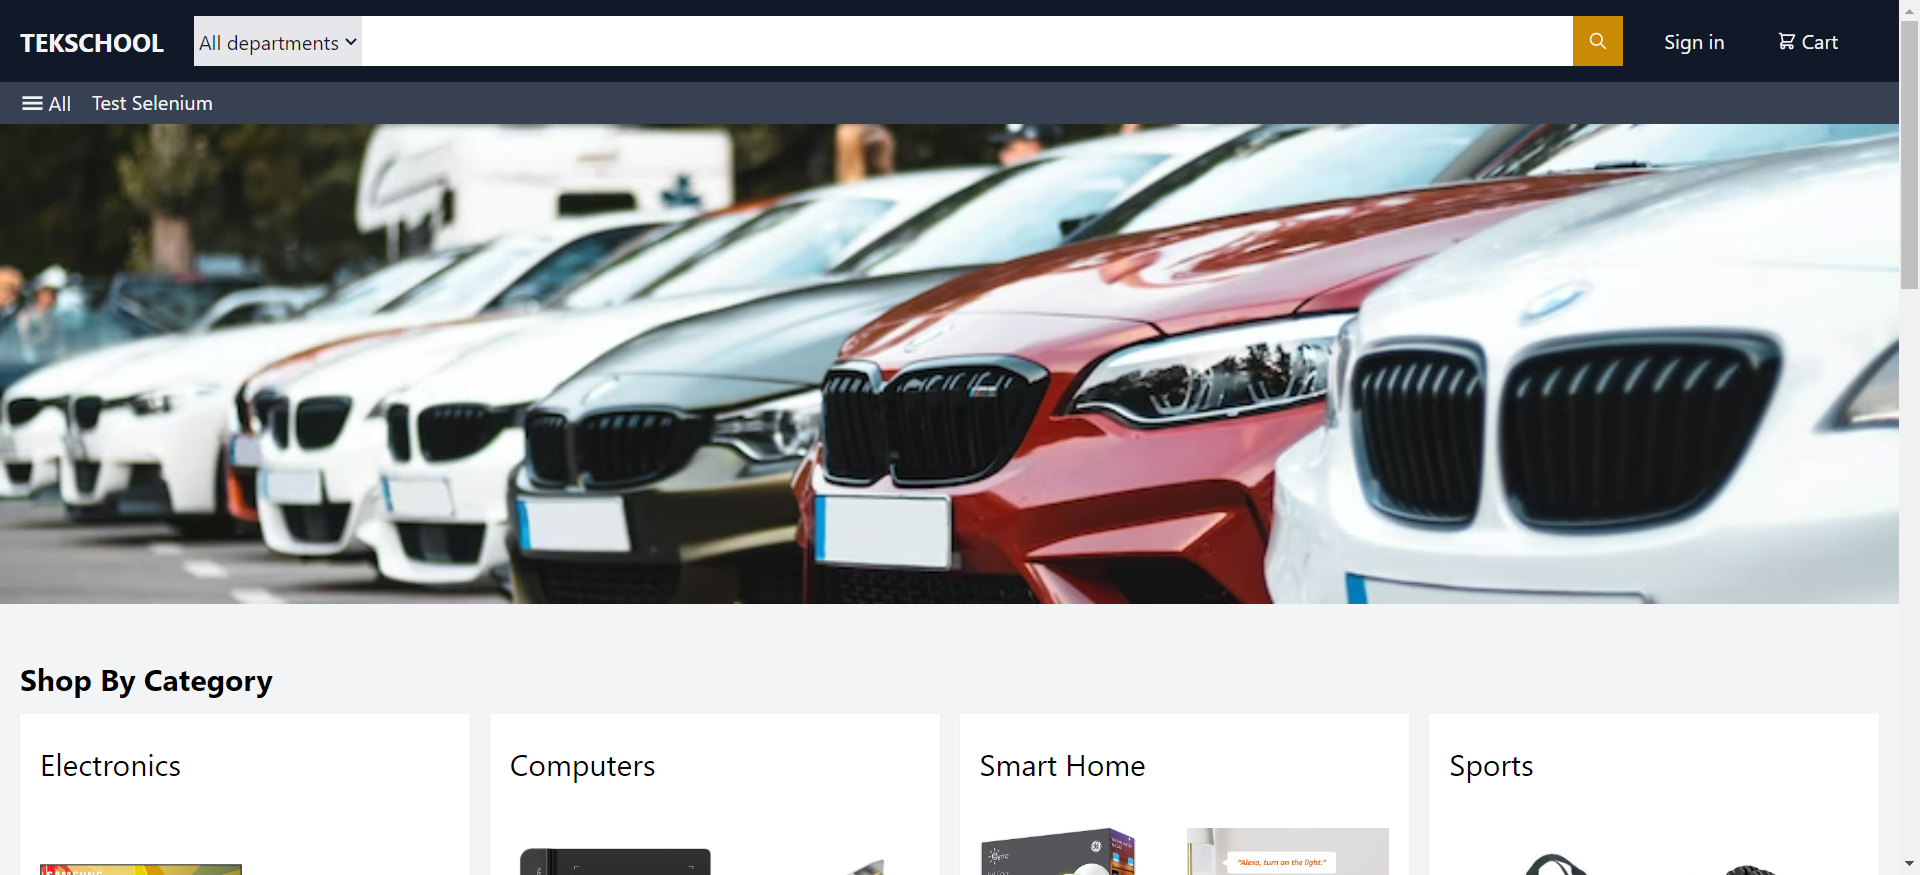 TEKSCHOOL
All departments
Sign in
Cart
All
Test Selenium
Shop By Category
Electronics
Computers
Smart Home
Sports
SAMSUNG
"Alexa, turn on the light."